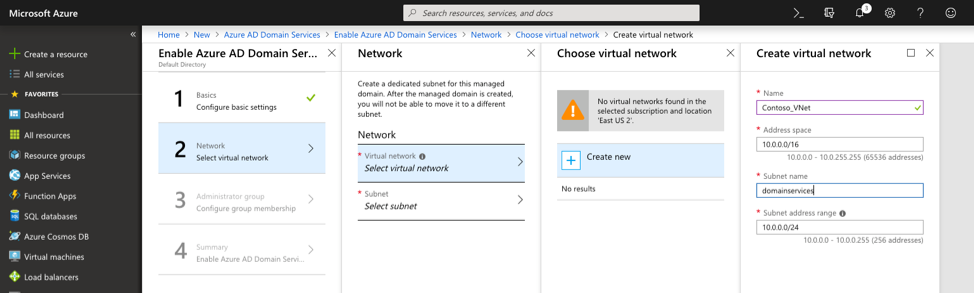 Microsoft Azure
Search resources, services, and docs
3
Home > New > Azure AD Domain Services > Enable Azure AD Domain Services > Network > Choose virtual network > Create virtual network
Create a resource
All services
FAVORITES
Dashboard
All resources
Resource groups
App Services
Function Apps
SQL databases
Azure Cosmos DB
Virtual machines
Load balancers
Enable Azure AD Domain Ser...
Default Directory
1
Basics
Configure basic settings
2
Network
Select virtual network
3
Administrator group
Configure group membership
4
Summary
Enable Azure AD Domain Servi...
Network
Create a dedicated subnet for this managed
domain. After the managed domain is created,
you will not be able to move it to a different
subnet.
Network
* Virtual network
Select virtual network
* Subnet
Select subnet
Choose virtual network
No virtual networks found in the
selected subscription and location
'East US 2'.
Create new
No results
Create virtual network
* Name
Contoso_VNet
* Address space
10.0.0.0/16
10.0.0.0 - 10.0.255.255 (65536 addresses)
* Subnet name
domainservices
* Subnet address range
10.0.0.0/24
10.0.0.0 - 10.0.0.255 (256 addresses)